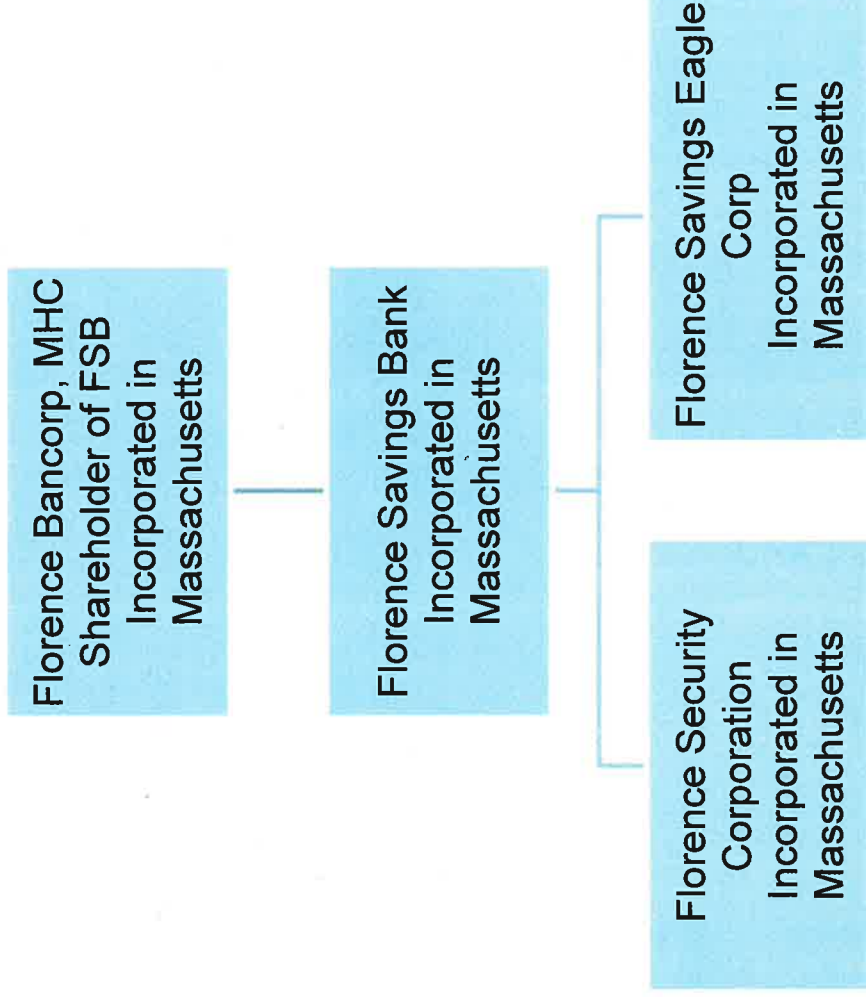 Florence Bancorp, MHC
Shareholder of FSB
Incorporated in
Massachusetts
Florence Savings Bank
Incorporated in
Massachusetts
Florence Security
Corporation
Incorporated in
Massachusetts
Florence Savings Eagle
Corp
Incorporated in
Massachusetts